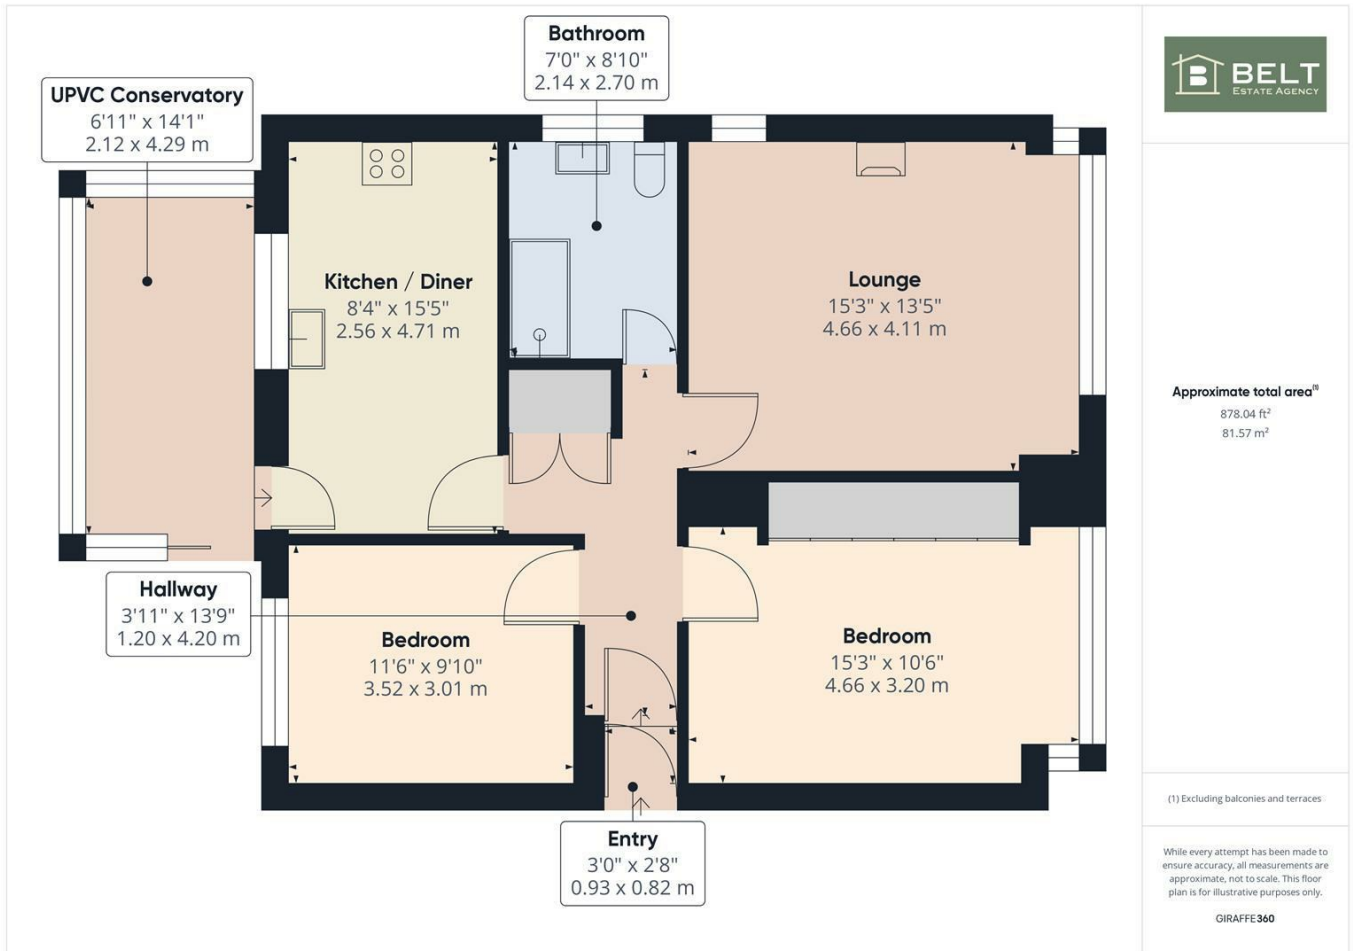 Bathroom
7'0" x 8'10"
2.14 x 2.70 m
UPVC Conservatory
6'11" x 14'1"
2.12 x 4.29 m
Kitchen / Diner
8'4" x 15'5"
2.56 x 4.71 m
Lounge
15'3" x 13'5"
4.66 x 4.11 m
Hallway
3'11" x 13'9"
1.20 x 4.20 m
Bedroom
11'6" x 9'10"
3.52 x 3.01 m
Bedroom
15'3" x 10'6"
4.66 x 3.20 m
Entry
3'0" x 2'8"
0.93 x 0.82 m
B BELT
ESTATE AGENCY
Approximate total area(1)
878.04 ft²
81.57 m²
(1) Excluding balconies and terraces
While every attempt has been made to
ensure accuracy, all measurements are
approximate, not to scale. This floor
plan is for illustrative purposes only.
GIRAFFE360